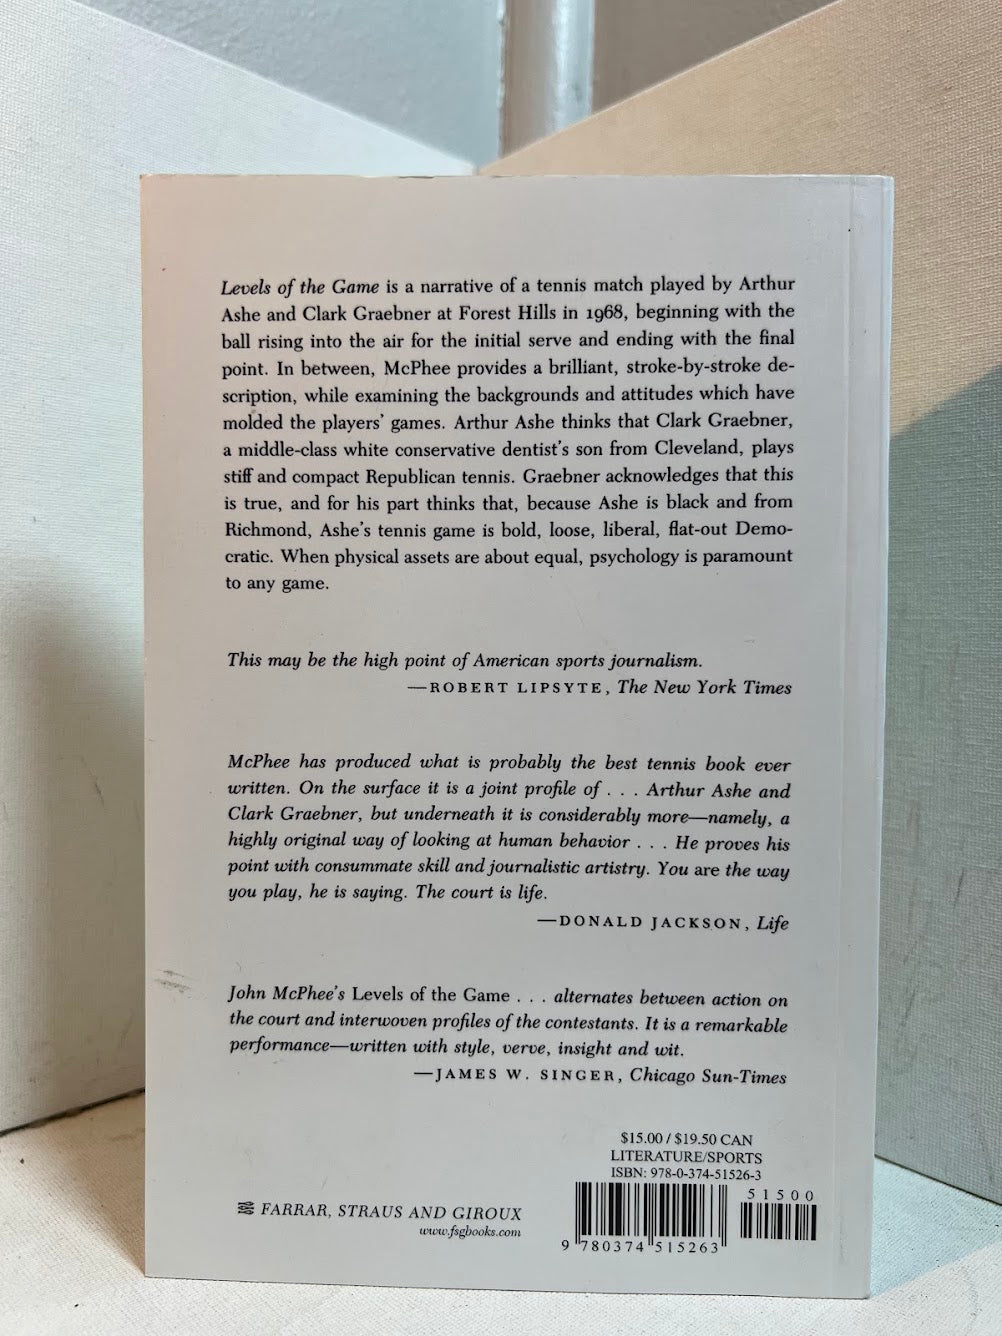 Levels of the Game is a narrative of a tennis match played by Arthur
Ashe and Clark Graebner at Forest Hills in 1968, beginning with the
ball rising into the air for the initial serve and ending with the final
point. In between, McPhee provides a brilliant, stroke-by-stroke de-
scription, while examining the backgrounds and attitudes which have
molded the players' games. Arthur Ashe thinks that Clark Graebner,
a middle-class white conservative dentist's son from Cleveland, plays
stiff and compact Republican tennis. Graebner acknowledges that this
is true, and for his part thinks that, because Ashe is black and from
Richmond, Ashe's tennis game is bold, loose, liberal, flat-out Demo-
cratic. When physical assets are about equal, psychology is paramount
to any game.
This may be the high point of American sports journalism.
—ROBERT LIPSYTE, The New York Times
McPhee has produced what is probably the best tennis book ever
written. On the surface it is a joint profile of . . . Arthur Ashe and
Clark Graebner, but underneath it is considerably more—namely, a
highly original way of looking at human behavior . . . He proves his
point with consummate skill and journalistic artistry. You are the way
you play, he is saying. The court is life.
—DONALD JACKSON, Life
John McPhee's Levels of the Game . . . alternates between action on
the court and interwoven profiles of the contestants. It is a remarkable
performance—written with style, verve, insight and wit.
—JAMES W. SINGER, Chicago Sun-Times
$15.00 / $19.50 CAN
LITERATURE/SPORTS
ISBN: 978-0-374-51526-3
51500
9 780374 515263
FARRAR, STRAUS AND GIROUX
www.fsgbooks.com